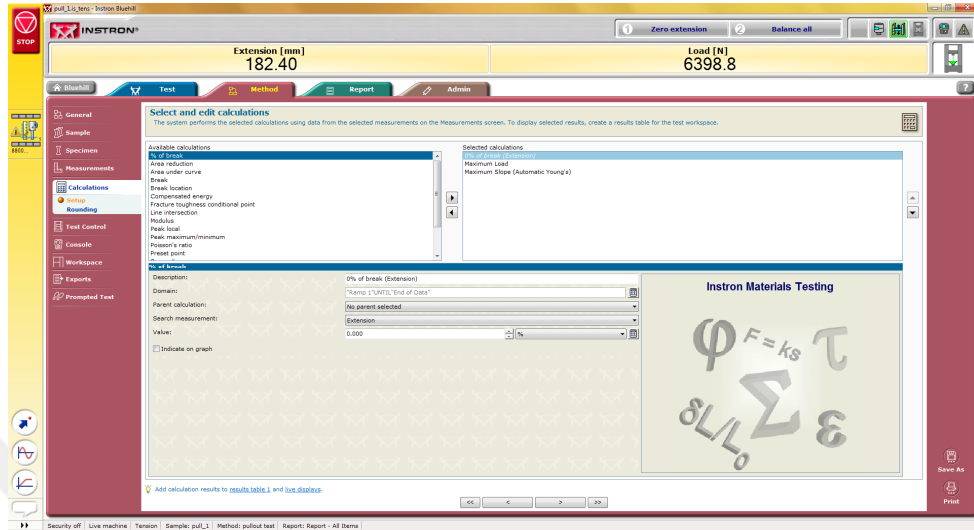 pull_1.is_tens - Instron Bluehill
STOP
INSTRON®
1 Zero extension 2 Balance all
Extension [mm]
182.40
Load [N]
6398.8
Bluehill Test Method Report Admin ?
General
Sample
Specimen
Measurements
Calculations
Setup
Rounding
Test Control
Console
Workspace
Exports
Prompted Test
8800...
Select and edit calculations
The system performs the selected calculations using data from the selected measurements on the Measurements screen. To display selected results, create a results table for the test workspace.
Available calculations
% of break
Area reduction
Area under curve
Break
Break location
Compensated energy
Fracture toughness conditional point
Line intersection
Modulus
Peak local
Peak maximum/minimum
Poisson's ratio
Preset point
Selected calculations
0% of break (Extension)
Maximum Load
Maximum Slope (Automatic Young's)
% of break
Description: 0% of break (Extension)
Domain: "Ramp 1"UNTIL"End of Data"
Parent calculation: No parent selected
Search measurement: Extension
Value: 0.000 %
Indicate on graph
Instron Materials Testing
φ F=ks τ
Σ
δL/L₀ ε
Add calculation results to results table 1 and live displays.
<< < > >>
Save As
Print
Security off Live machine Tension Sample: pull_1 Method: pullout test Report: Report - All Items